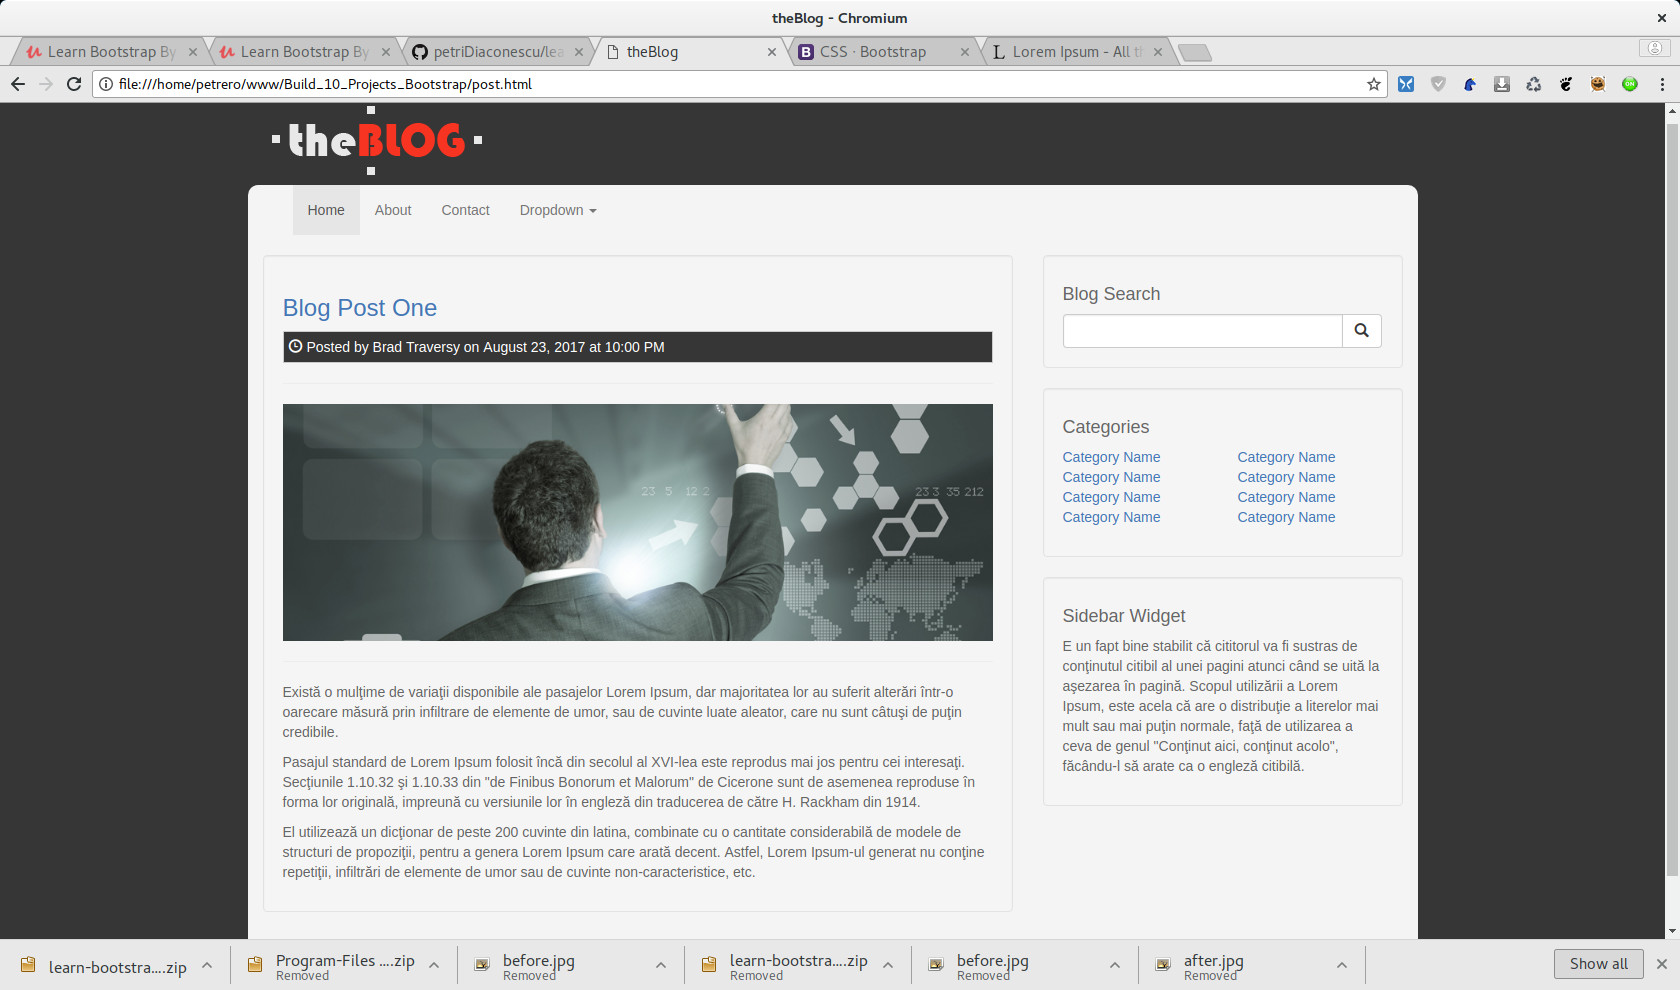 theBlog - Chromium
Learn Bootstrap By
Learn Bootstrap By
petriDiaconescu/lea
theBlog
CSS · Bootstrap
Lorem Ipsum - All th
file:///home/petrero/www/Build_10_Projects_Bootstrap/post.html
theBLOG
Home About Contact Dropdown
Blog Post One
Posted by Brad Traversy on August 23, 2017 at 10:00 PM
23 5 12 2
23 3 35 212
Există o mulţime de variaţii disponibile ale pasajelor Lorem Ipsum, dar majoritatea lor au suferit alterări într-o
oarecare măsură prin infiltrare de elemente de umor, sau de cuvinte luate aleator, care nu sunt câtuşi de puţin
credibile.
Pasajul standard de Lorem Ipsum folosit încă din secolul al XVI-lea este reprodus mai jos pentru cei interesaţi.
Secţiunile 1.10.32 şi 1.10.33 din "de Finibus Bonorum et Malorum" de Cicerone sunt de asemenea reproduse în
forma lor originală, impreună cu versiunile lor în engleză din traducerea de către H. Rackham din 1914.
El utilizează un dicţionar de peste 200 cuvinte din latina, combinate cu o cantitate considerabilă de modele de
structuri de propoziţii, pentru a genera Lorem Ipsum care arată decent. Astfel, Lorem Ipsum-ul generat nu conţine
repetiţii, infiltrări de elemente de umor sau de cuvinte non-caracteristice, etc.
Blog Search
Categories
Category Name Category Name
Category Name Category Name
Category Name Category Name
Category Name Category Name
Sidebar Widget
E un fapt bine stabilit că cititorul va fi sustras de
conţinutul citibil al unei pagini atunci când se uită la
aşezarea în pagină. Scopul utilizării a Lorem
Ipsum, este acela că are o distribuţie a literelor mai
mult sau mai puţin normale, faţă de utilizarea a
ceva de genul "Conţinut aici, conţinut acolo",
făcându-l să arate ca o engleză citibilă.
learn-bootstra....zip
Program-Files ....zip
Removed
before.jpg
Removed
learn-bootstra....zip
Removed
before.jpg
Removed
after.jpg
Removed
Show all